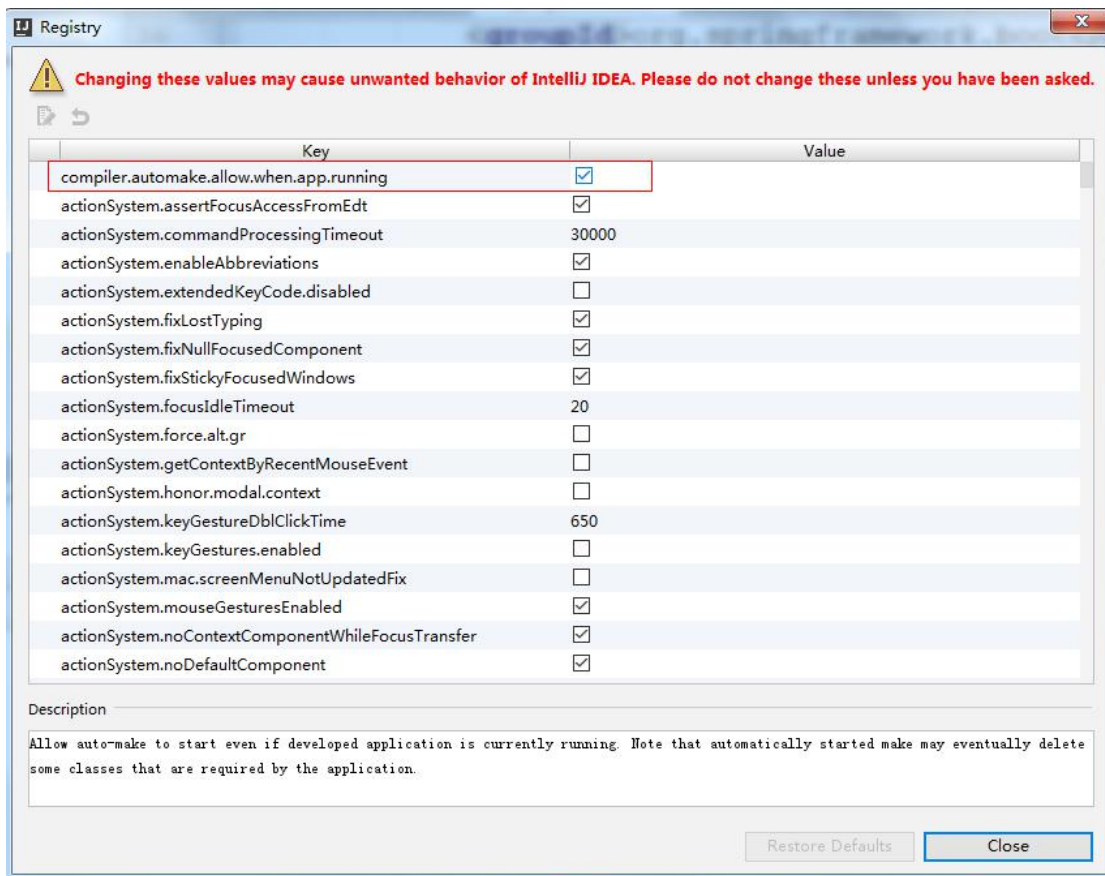 IJ Registry
<groupId>org.springframework.boot
Changing these values may cause unwanted behavior of IntelliJ IDEA. Please do not change these unless you have been asked.
Key Value
compiler.automake.allow.when.app.running
actionSystem.assertFocusAccessFromEdt
actionSystem.commandProcessingTimeout 30000
actionSystem.enableAbbreviations
actionSystem.extendedKeyCode.disabled
actionSystem.fixLostTyping
actionSystem.fixNullFocusedComponent
actionSystem.fixStickyFocusedWindows
actionSystem.focusIdleTimeout 20
actionSystem.force.alt.gr
actionSystem.getContextByRecentMouseEvent
actionSystem.honor.modal.context
actionSystem.keyGestureDblClickTime 650
actionSystem.keyGestures.enabled
actionSystem.mac.screenMenuNotUpdatedFix
actionSystem.mouseGesturesEnabled
actionSystem.noContextComponentWhileFocusTransfer
actionSystem.noDefaultComponent
Description
Allow auto-make to start even if developed application is currently running. Note that automatically started make may eventually delete
some classes that are required by the application.
Restore Defaults Close